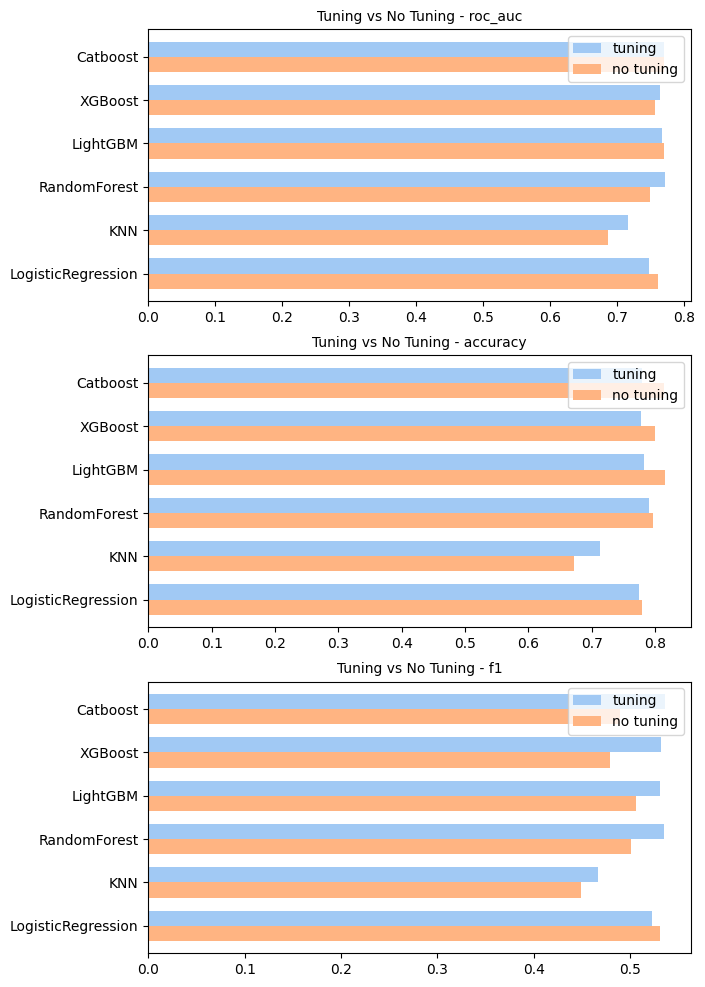 Tuning vs No Tuning - roc_auc
tuning
no tuning
Catboost
XGBoost
LightGBM
RandomForest
KNN
LogisticRegression
0.0 0.1 0.2 0.3 0.4 0.5 0.6 0.7 0.8
Tuning vs No Tuning - accuracy
tuning
no tuning
Catboost
XGBoost
LightGBM
RandomForest
KNN
LogisticRegression
0.0 0.1 0.2 0.3 0.4 0.5 0.6 0.7 0.8
Tuning vs No Tuning - f1
tuning
no tuning
Catboost
XGBoost
LightGBM
RandomForest
KNN
LogisticRegression
0.0 0.1 0.2 0.3 0.4 0.5